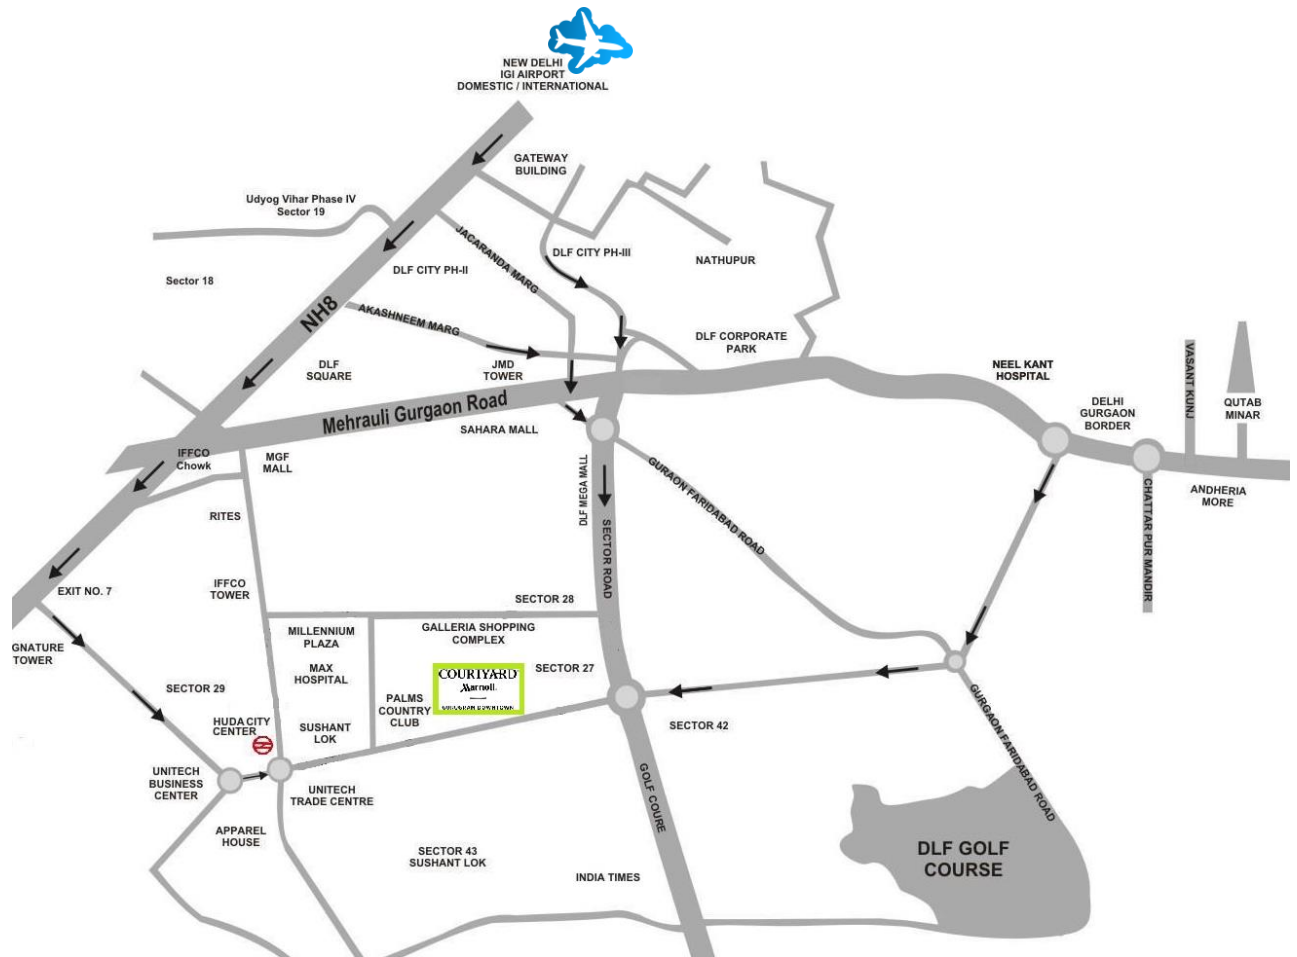 NEW DELHI
IGI AIRPORT
DOMESTIC / INTERNATIONAL
GATEWAY
BUILDING
Udyog Vihar Phase IV
Sector 19
JACARANDA MARG
DLF CITY PH-III
NATHUPUR
Sector 18
DLF CITY PH-II
NH8
AKASHNEEM MARG
DLF CORPORATE
PARK
DLF
SQUARE
JMD
TOWER
NEEL KANT
HOSPITAL
VASANT KUNJ
QUTAB
MINAR
DELHI
GURGAON
BORDER
Mehrauli Gurgaon Road
SAHARA MALL
IFFCO
Chowk
MGF
MALL
DLF MEGA MALL
GURAON FARIDABAD ROAD
CHATTAR PUR MANDIR
ANDHERIA
MORE
RITES
SECTOR ROAD
EXIT NO. 7
IFFCO
TOWER
SECTOR 28
GNATURE
TOWER
MILLENNIUM
PLAZA
GALLERIA SHOPPING
COMPLEX
MAX
HOSPITAL
COURTYARD
Marriott
GURUGRAM DOWNTOWN
SECTOR 27
SECTOR 29
PALMS
COUNTRY
CLUB
HUDA CITY
CENTER
SUSHANT
LOK
SECTOR 42
GURGAON FARIDABAD ROAD
UNITECH
BUSINESS
CENTER
UNITECH
TRADE CENTRE
GOLF COURE
APPAREL
HOUSE
SECTOR 43
SUSHANT LOK
INDIA TIMES
DLF GOLF
COURSE